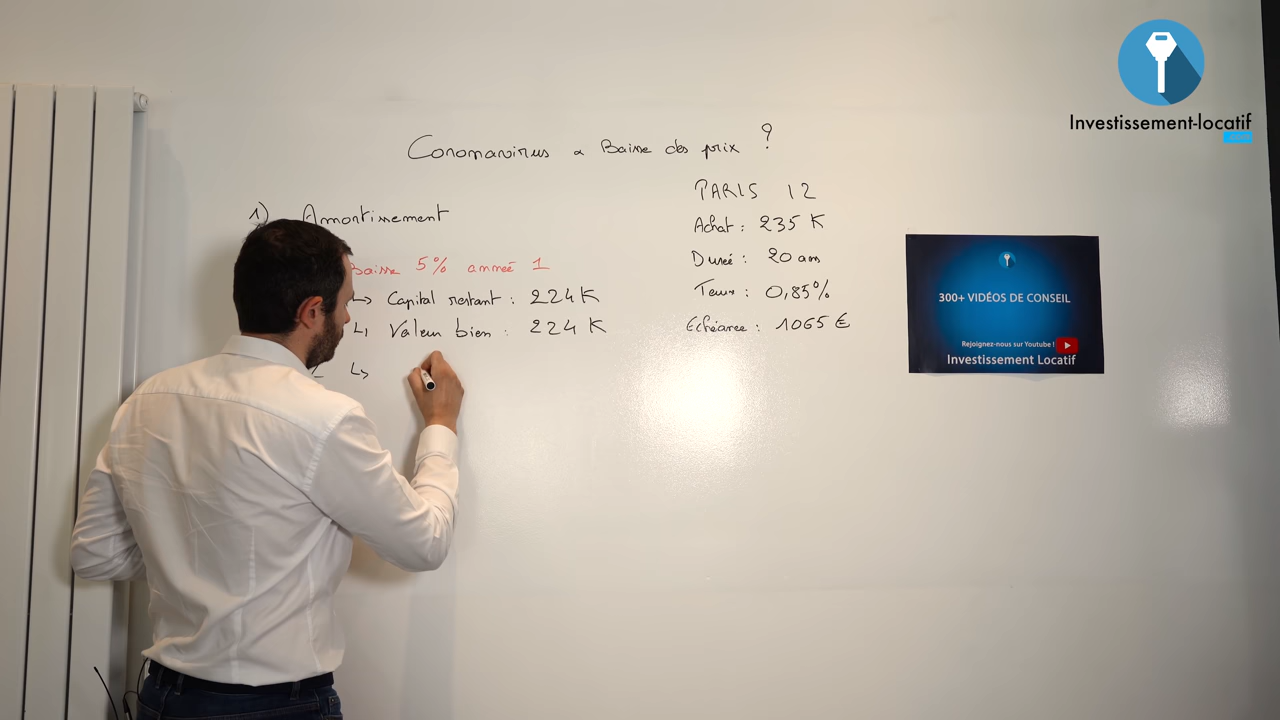 Coronavirus & Baisse des prix ?
1) Amortissement
Baisse 5% année 1
↳ Capital restant : 224 K
↳ Valeur bien : 224 K
↳
PARIS 12
Achat : 235 K
Durée : 20 ans
Taux : 0,85%
Echéance : 1065 €
Investissement-locatif
300+ VIDÉOS DE CONSEIL
Rejoignez-nous sur Youtube !
Investissement Locatif